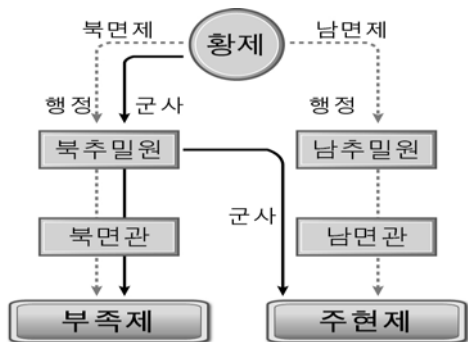 북면제
황제
남면제
행정
군사
행정
북추밀원
남추밀원
군사
북면관
남면관
부족제
주현제